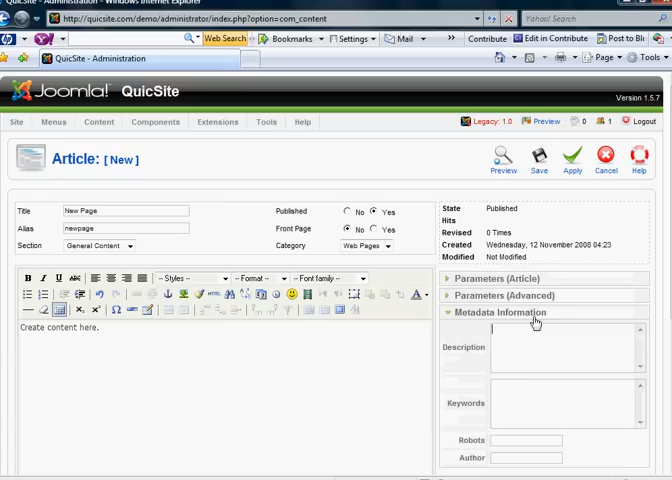 QuicSite - Administration - Windows Internet Explorer
http://quicsite.com/demo/administrator/index.php?option=com_content
Yahoo! Search
Web Search
Bookmarks
Settings
Mail
Contribute
Edit in Contribute
Post to Bl
QuicSite - Administration
Page
Tools
Joomla!
QuicSite
Version 1.5.7
Site
Menus
Content
Components
Extensions
Tools
Help
Legacy: 1.0
Preview
0
1
Logout
Article: [ New ]
Preview
Save
Apply
Cancel
Help
Title
New Page
Published
No
Yes
Alias
newpage
Front Page
No
Yes
Section
General Content
Category
Web Pages
State
Published
Hits
Revised
0 Times
Created
Wednesday, 12 November 2008 04:23
Modified
Not Modified
B I U ABC
-- Styles --
-- Format --
-- Font family --
HTML
Create content here.
Parameters (Article)
Parameters (Advanced)
Metadata Information
Description
Keywords
Robots
Author